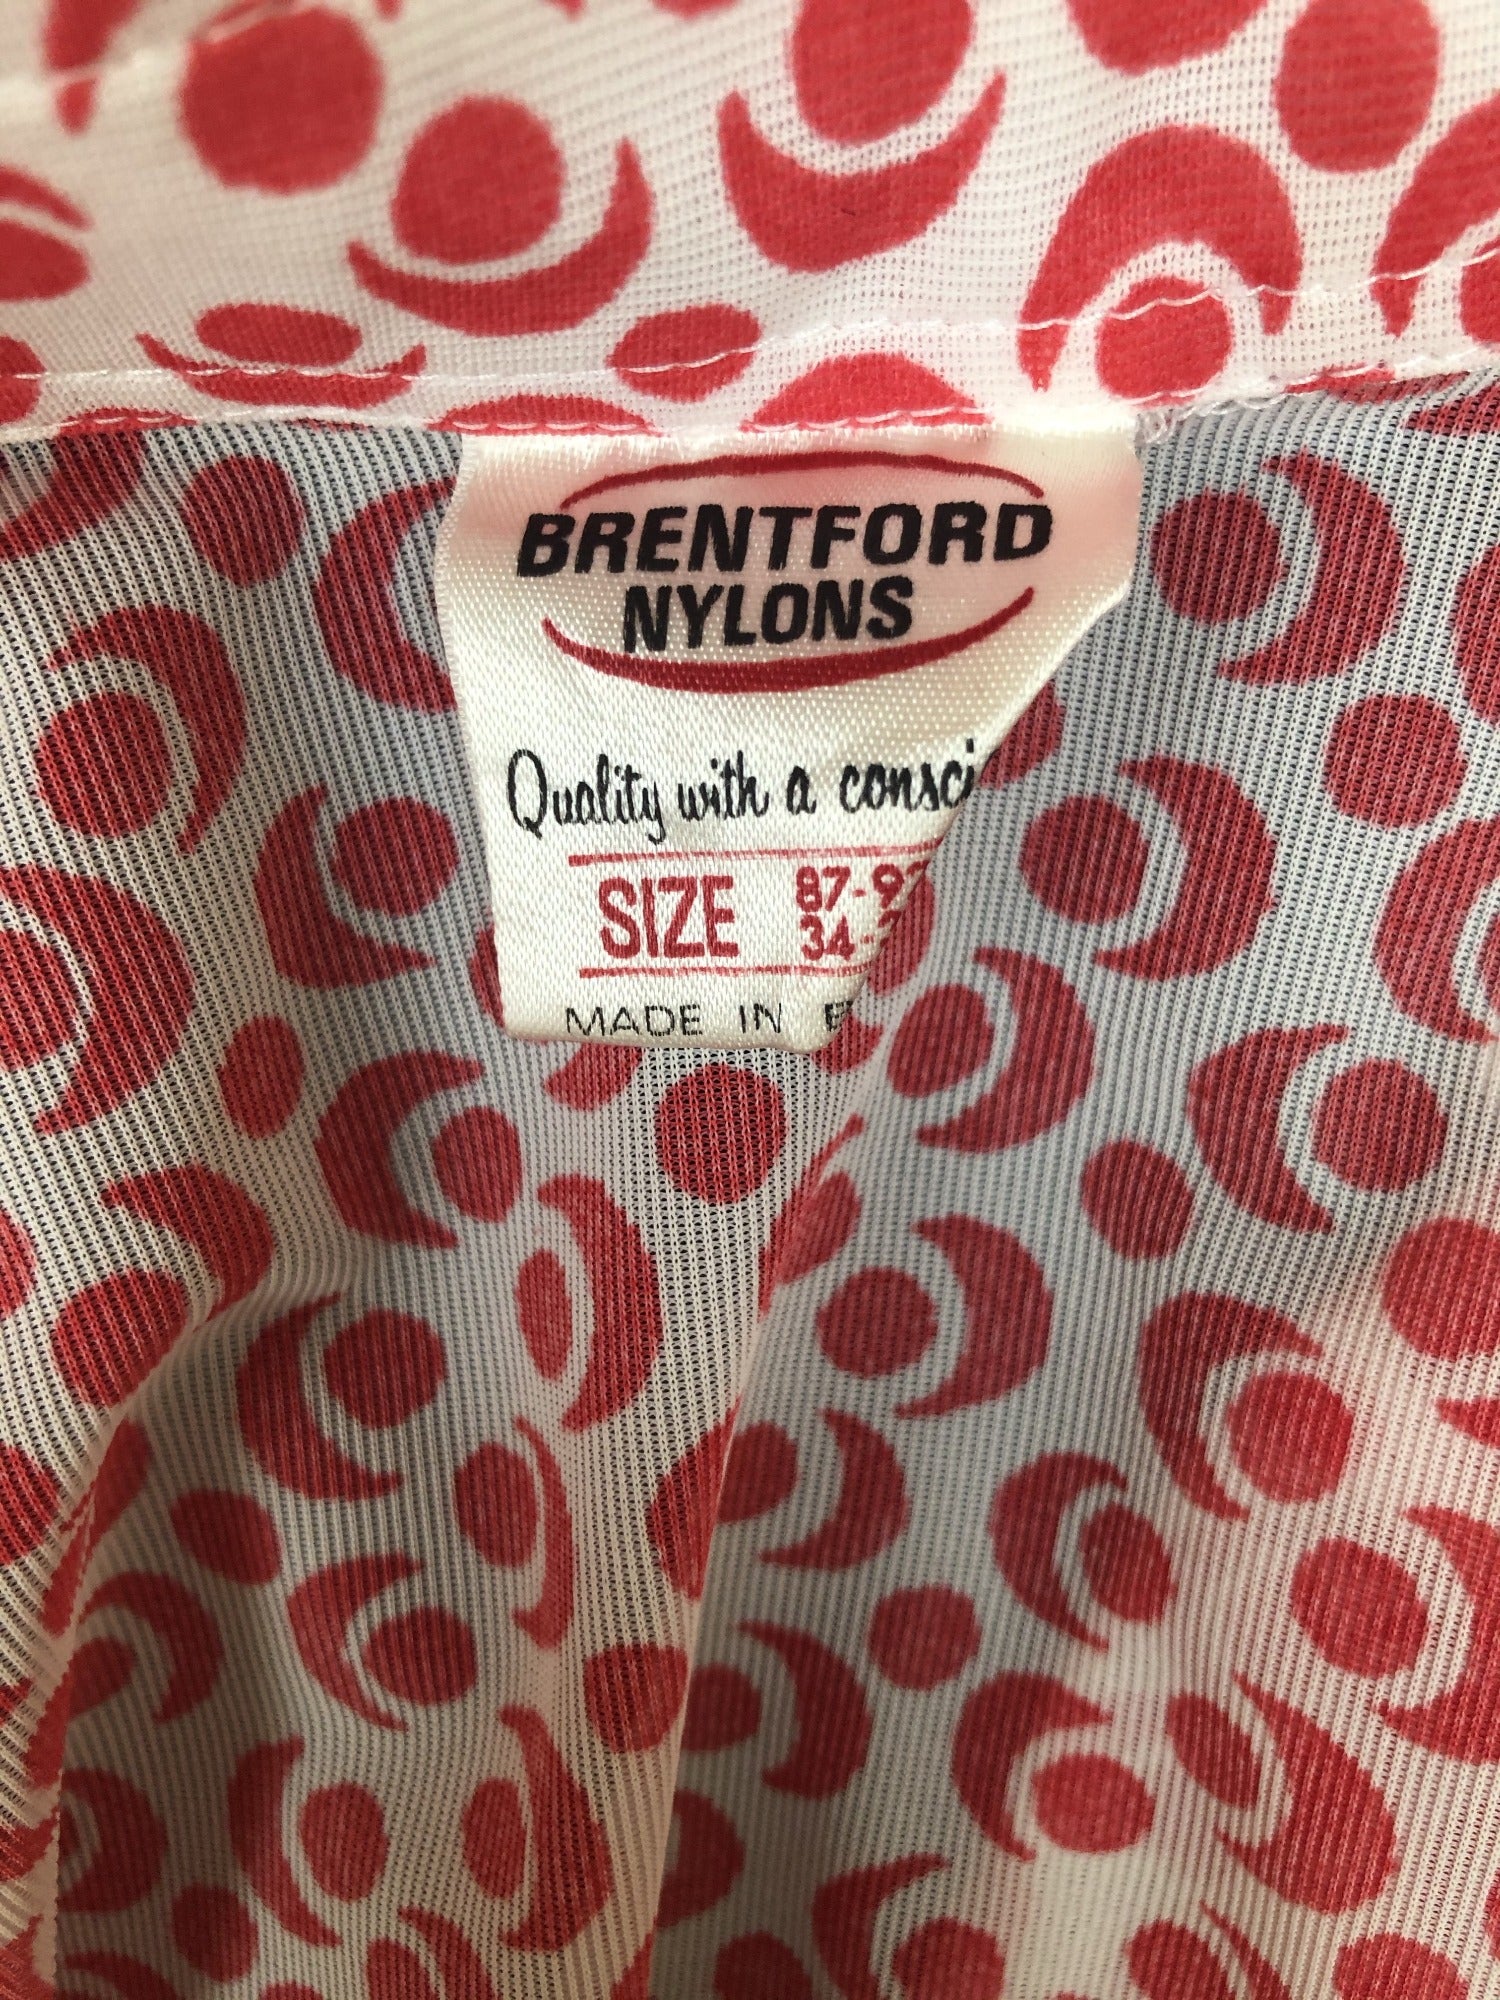 BRENTFORD
NYLONS
Quality with a consci
SIZE 87-9
34-
MADE IN E